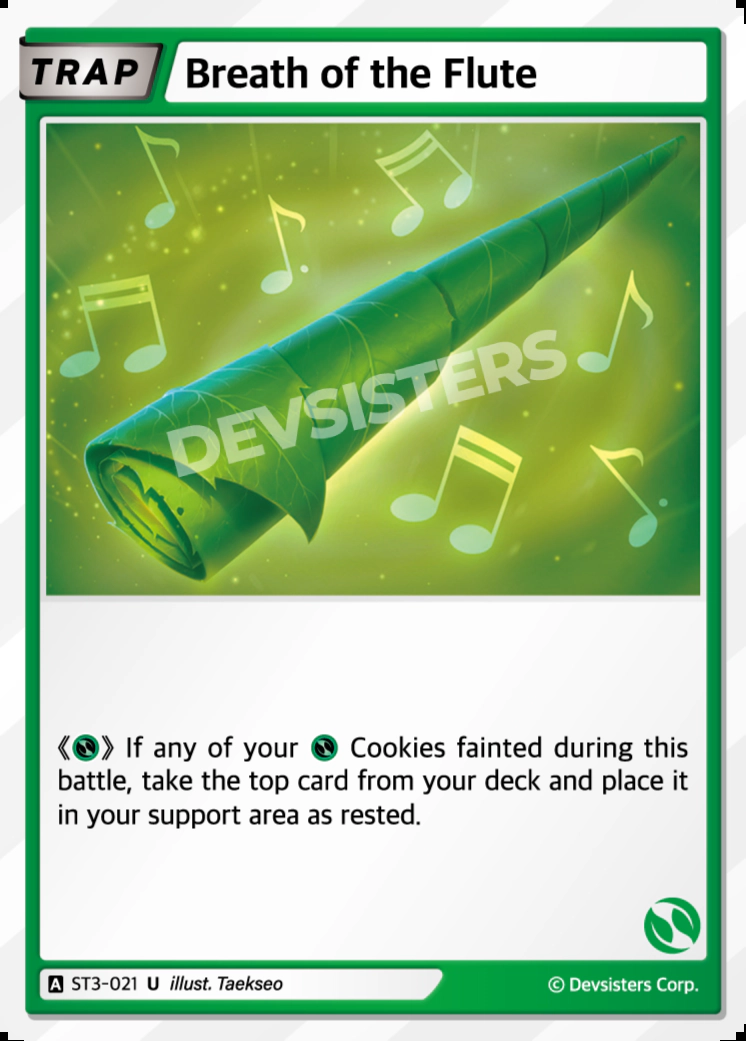 TRAP
Breath of the Flute
DEVSISTERS
《》 If any of your Cookies fainted during this
battle, take the top card from your deck and place it
in your support area as rested.
A ST3-021 U illust. Taekseo
© Devsisters Corp.